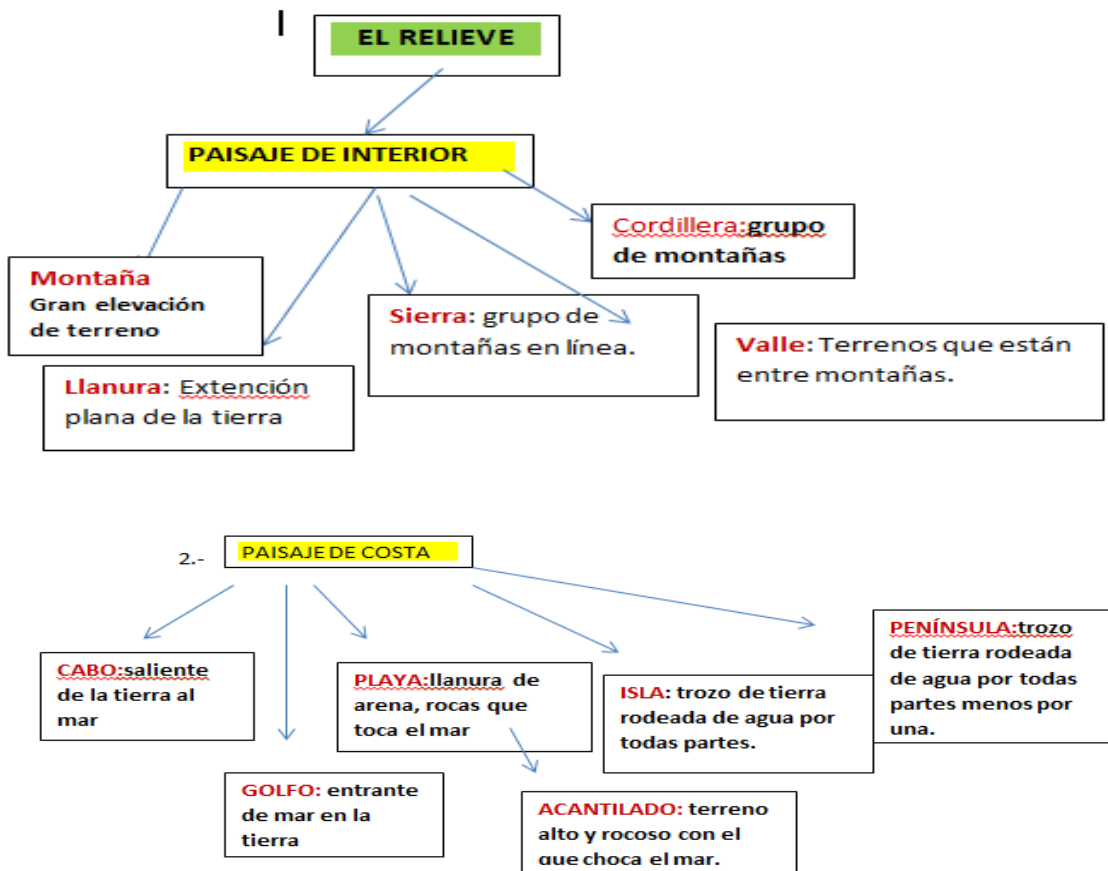 EL RELIEVE
PAISAJE DE INTERIOR
Cordillera:grupo
de montañas
Montaña
Gran elevación
de terreno
Sierra: grupo de
montañas en línea.
Valle: Terrenos que están
entre montañas.
Llanura: Extención
plana de la tierra
2.- PAISAJE DE COSTA
CABO:saliente
de la tierra al
mar
PLAYA:llanura de
arena, rocas que
toca el mar
ISLA: trozo de tierra
rodeada de agua por
todas partes.
PENÍNSULA:trozo
de tierra rodeada
de agua por todas
partes menos por
una.
GOLFO: entrante
de mar en la
tierra
ACANTILADO: terreno
alto y rocoso con el
que choca el mar.